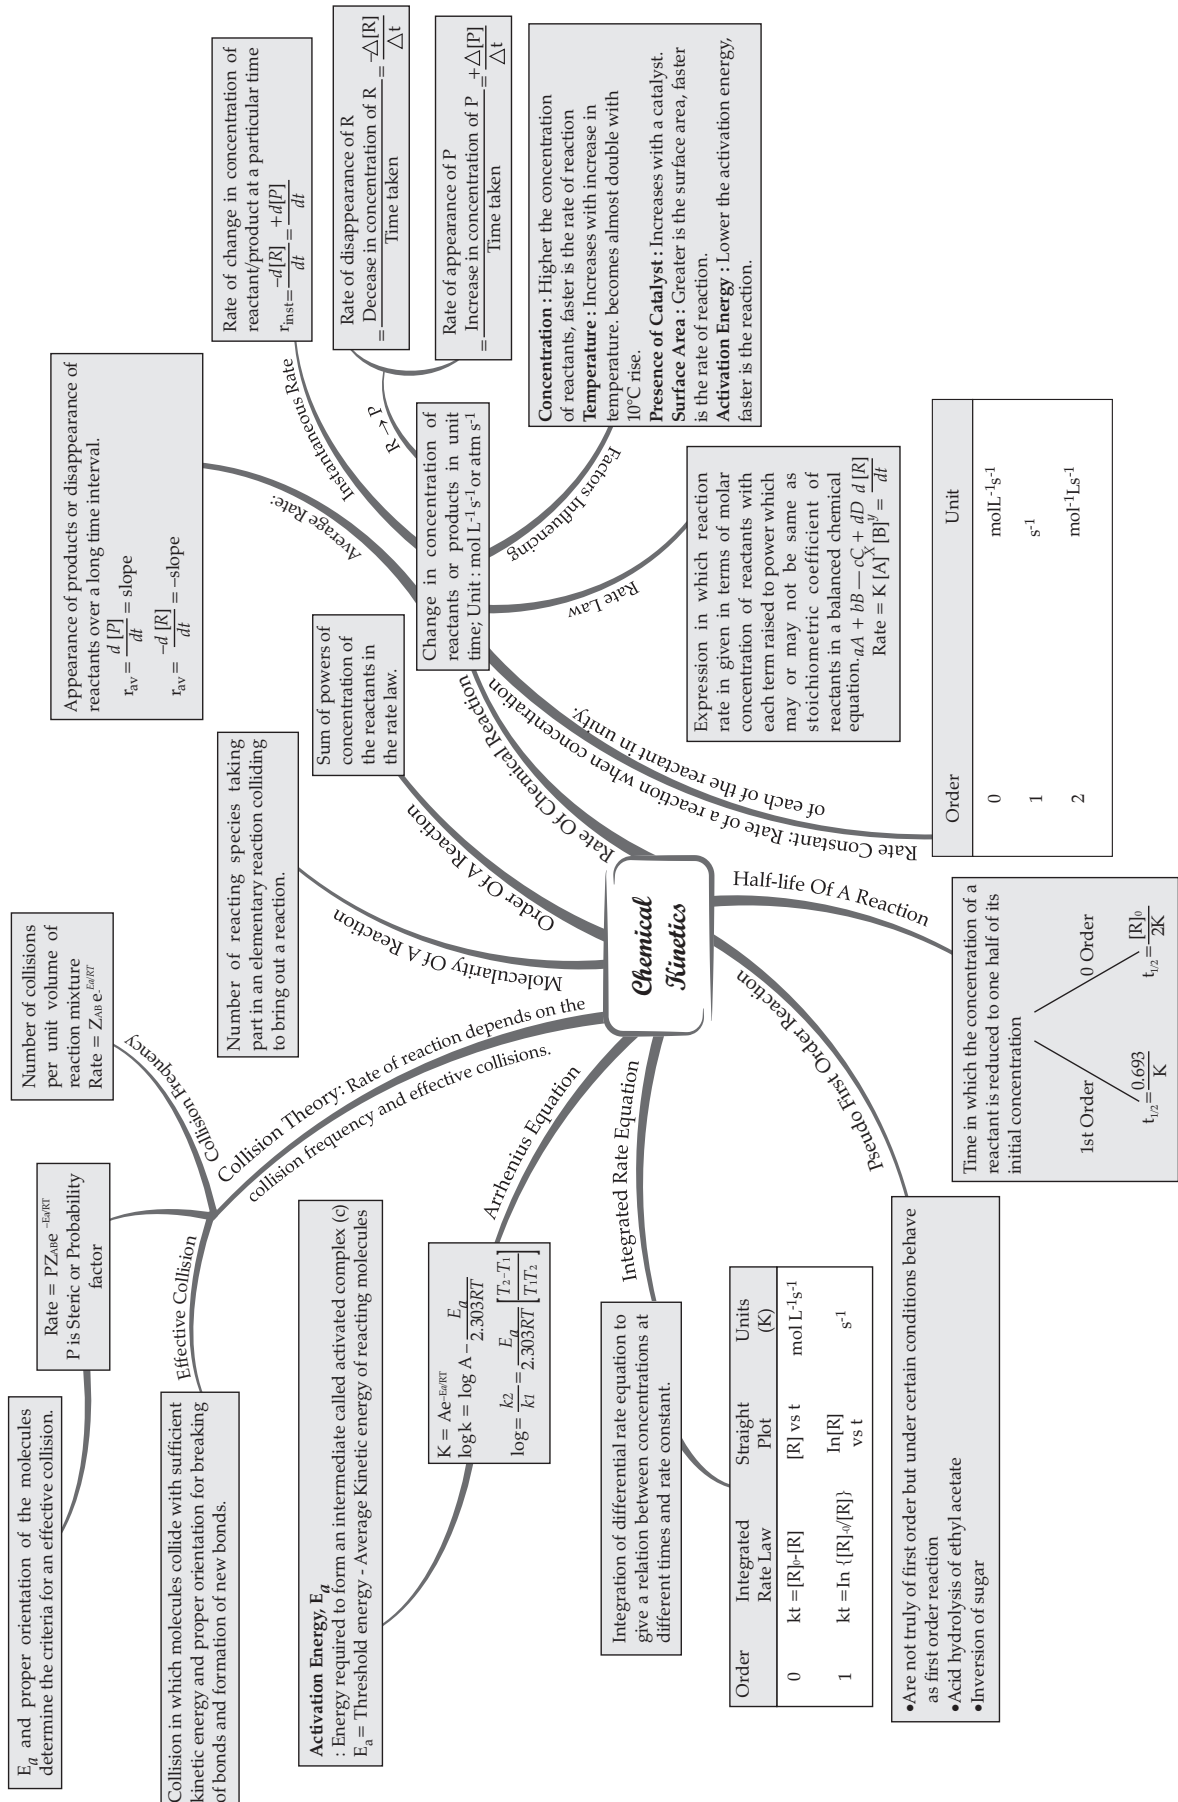 Chemical
Kinetics
Rate Of Chemical Reaction
Change in concentration of
reactants or products in unit
time; Unit : mol L-1 s-1 or atm s-1
Average Rate:
Appearance of products or disappearance of
reactants over a long time interval.
rav = d [P]/dt = slope
rav = -d [R]/dt = -slope
Instantaneous Rate
Rate of change in concentration of
reactant/product at a particular time
rinst= -d[R]/dt = +d[P]/dt
R → P
Rate of disappearance of R
= Decease in concentration of R/Time taken = -△[R]/△t
Rate of appearance of P
= Increase in concentration of P/Time taken = +△[P]/△t
Factors Influencing
Concentration : Higher the concentration
of reactants, faster is the rate of reaction
Temperature : Increases with increase in
temperature. becomes almost double with
10°C rise.
Presence of Catalyst : Increases with a catalyst.
Surface Area : Greater is the surface area, faster
is the rate of reaction.
Activation Energy : Lower the activation energy,
faster is the reaction.
Rate Law
Expression in which reaction
rate in given in terms of molar
concentration of reactants with
each term raised to power which
may or may not be same as
stoichiometric coefficient of
reactants in a balanced chemical
equation. aA + bB — cC + dD
Rate = K [A]x [B]y = d [R]/dt
Rate Constant: Rate of a reaction when concentration
of each of the reactant in unity.
Order Unit
0 molL-1s-1
1 s-1
2 mol-1Ls-1
Half-life Of A Reaction
Time in which the concentration of a
reactant is reduced to one half of its
initial concentration
1st Order 0 Order
t1/2 = 0.693/K t1/2 = [R]0/2K
Pseudo First Order Reaction
•Are not truly of first order but under certain conditions behave
as first order reaction
•Acid hydrolysis of ethyl acetate
•Inversion of sugar
Integrated Rate Equation
Integration of differential rate equation to
give a relation between concentrations at
different times and rate constant.
Order Integrated Rate Law Straight Plot Units (K)
0 kt =[R]0-[R] [R] vs t mol L-1s-1
1 kt =In {[R]0/[R]} In[R] vs t s-1
Arrhenius Equation
K = Ae-Ea/RT
log k = log A - Ea/2.303RT
log= k2/k1 = Ea/2.303RT [T2-T1/T1T2]
Activation Energy, Ea
: Energy required to form an intermediate called activated complex (c)
Ea = Threshold energy - Average Kinetic energy of reacting molecules
Collision Theory: Rate of reaction depends on the
collision frequency and effective collisions.
Collision Frequency
Number of collisions
per unit volume of
reaction mixture
Rate = ZAB e-Ea/RT
Rate = PZABe -Ea/RT
P is Steric or Probability
factor
Ea and proper orientation of the molecules
determine the criteria for an effective collision.
Effective Collision
Collision in which molecules collide with sufficient
kinetic energy and proper orientation for breaking
of bonds and formation of new bonds.
Molecularity Of A Reaction
Number of reacting species taking
part in an elementary reaction colliding
to bring out a reaction.
Order Of A Reaction
Sum of powers of
concentration of
the reactants in
the rate law.